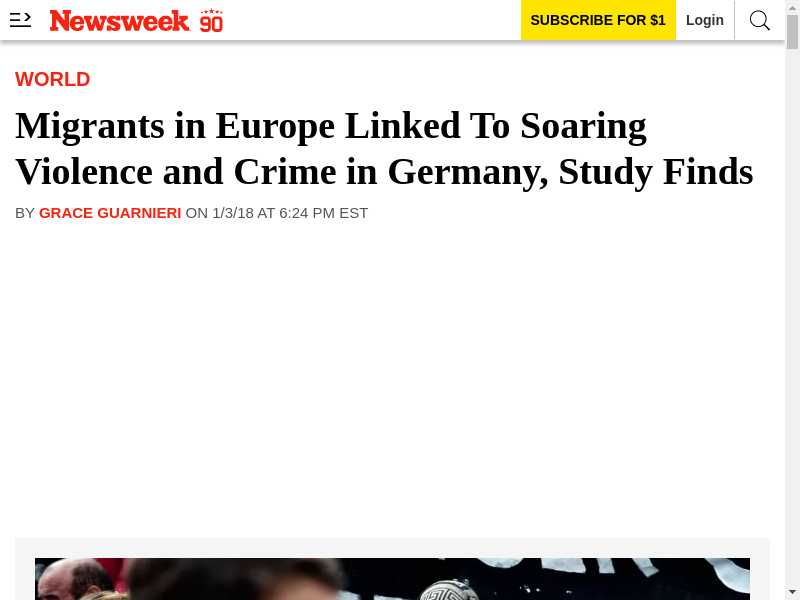 Newsweek 90
SUBSCRIBE FOR $1
Login
WORLD
Migrants in Europe Linked To Soaring
Violence and Crime in Germany, Study Finds
BY GRACE GUARNIERI ON 1/3/18 AT 6:24 PM EST